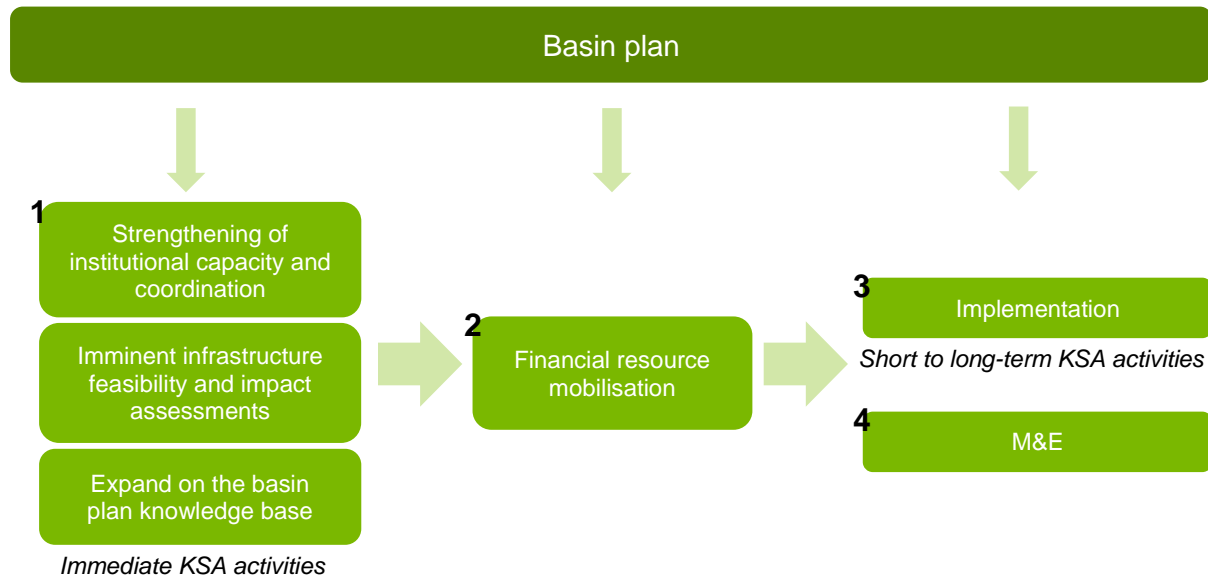 Basin plan
1
Strengthening of
institutional capacity and
coordination
Imminent infrastructure
feasibility and impact
assessments
Expand on the basin
plan knowledge base
Immediate KSA activities
2
Financial resource
mobilisation
3
Implementation
Short to long-term KSA activities
4
M&E